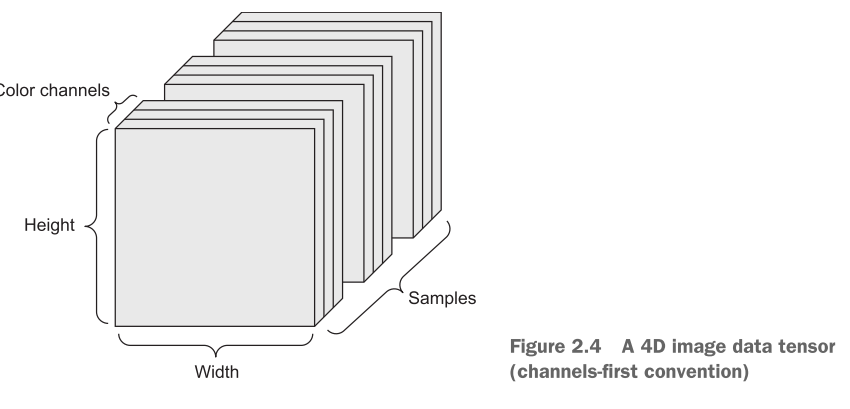 Color channels
Height
Samples
Width
Figure 2.4 A 4D image data tensor
(channels-first convention)